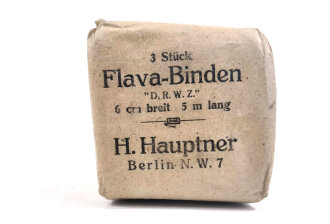 3 Stück
Flava-Binden
"D. R. W. Z."
6 cm breit 5 m lang
H. Hauptner
Berlin N. W. 7